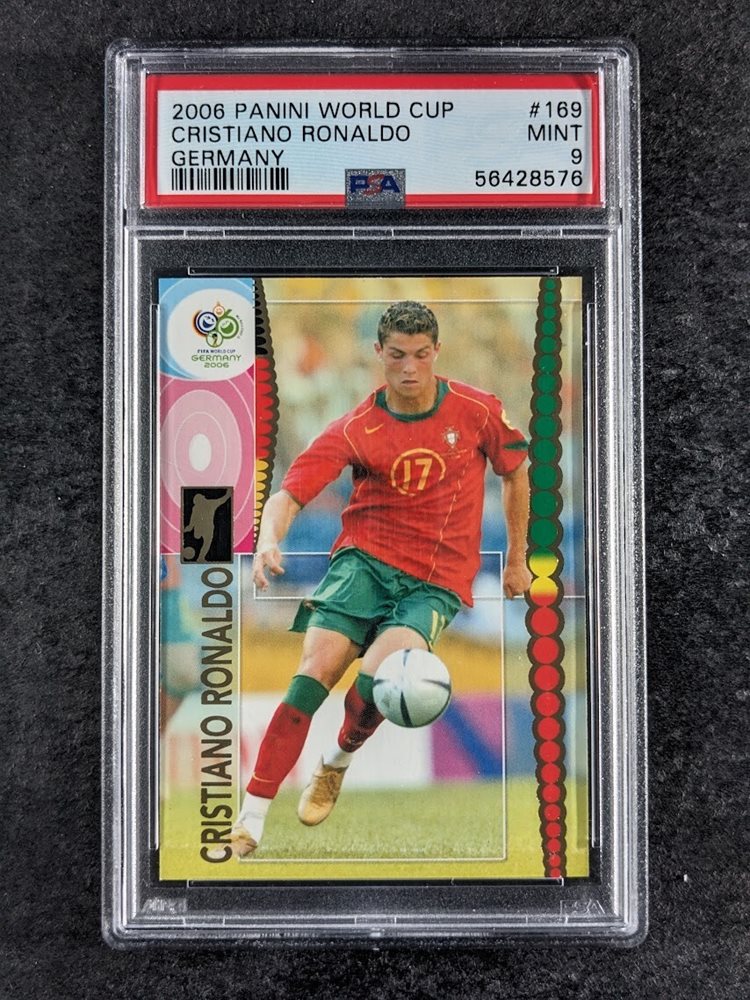 2006 PANINI WORLD CUP #169
CRISTIANO RONALDO MINT
GERMANY 9
PSA 56428576
FIFA WORLD CUP
GERMANY
2006
17
CRISTIANO RONALDO
PSA